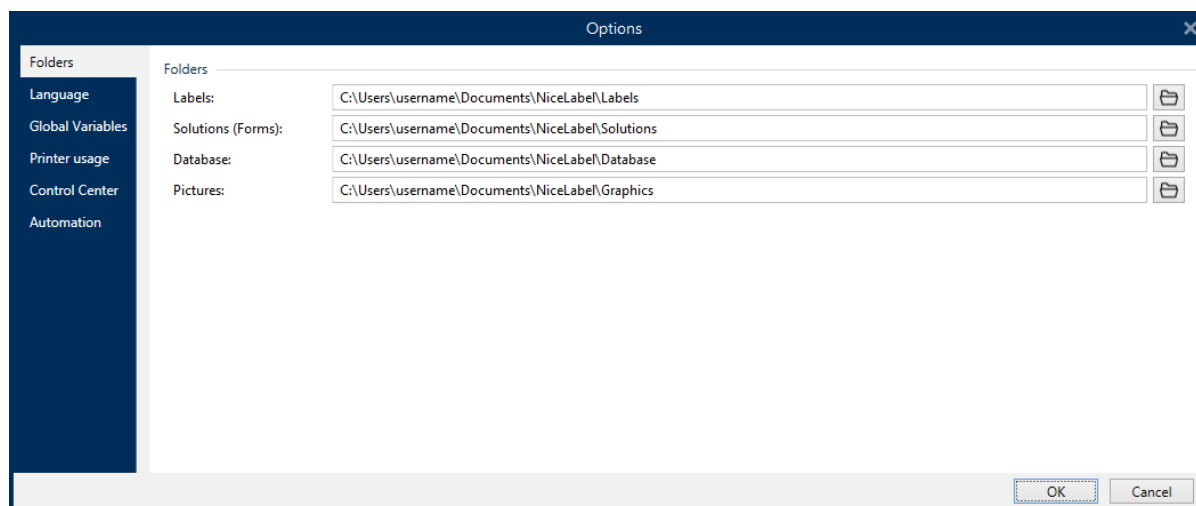 Options
Folders
Language
Global Variables
Printer usage
Control Center
Automation
Folders
Labels: C:\Users\username\Documents\NiceLabel\Labels
Solutions (Forms): C:\Users\username\Documents\NiceLabel\Solutions
Database: C:\Users\username\Documents\NiceLabel\Database
Pictures: C:\Users\username\Documents\NiceLabel\Graphics
OK Cancel